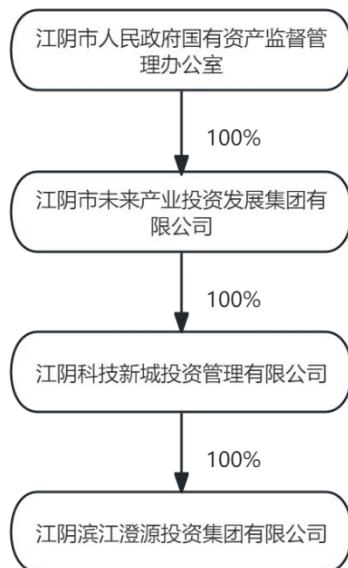 江阴市人民政府国有资产监督管
理办公室
100%
江阴市未来产业投资发展集团有
限公司
100%
江阴科技新城投资管理有限公司
100%
江阴滨江澄源投资集团有限公司